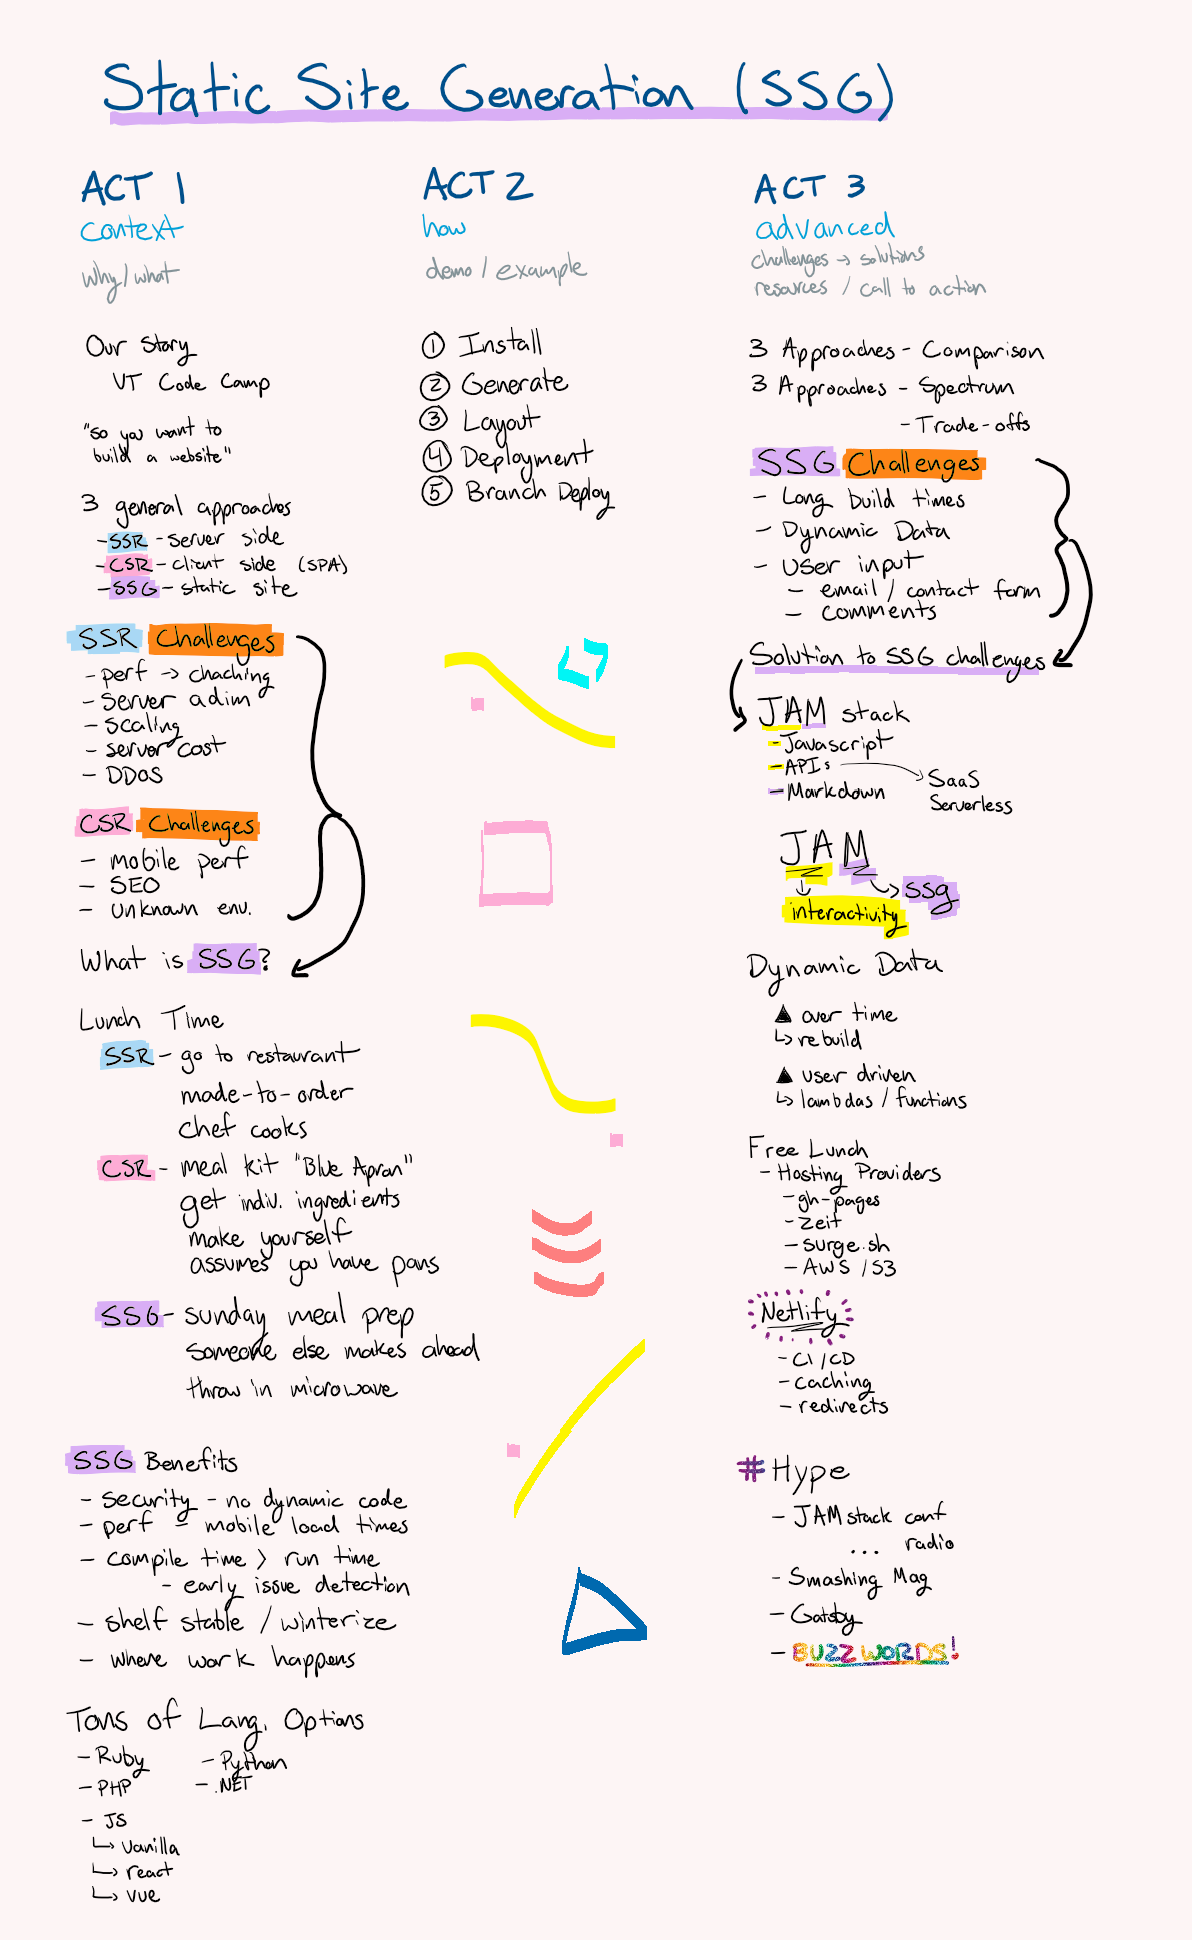 Static Site Generation (SSG)
ACT 1
context
why/what
Our Story
VT Code Camp
"so you want to
build a website"
3 general approaches
- SSR - server side
- CSR - client side (SPA)
- SSG - static site
SSR Challenges
- perf → chaching
- server adim
- scaling
- server cost
- DDOS
CSR Challenges
- mobile perf
- SEO
- unknown env.
What is SSG?
Lunch Time
SSR - go to restaurant
made-to-order
chef cooks
CSR - meal kit "Blue Apron"
get indiv. ingredients
make yourself
assumes you have pans
SSG - sunday meal prep
someone else makes ahead
throw in microwave
SSG Benefits
- security - no dynamic code
- perf - mobile load times
- compile time > run time
- early issue detection
- shelf stable / winterize
- where work happens
Tons of Lang. Options
- Ruby - Python
- PHP - .NET
- JS
↳ vanilla
↳ react
↳ vue
ACT 2
how
demo / example
① Install
② Generate
③ Layout
④ Deployment
⑤ Branch Deploy
ACT 3
advanced
challenges → solutions
resources / call to action
3 Approaches - Comparison
3 Approaches - Spectrum
- Trade-offs
SSG Challenges
- Long build times
- Dynamic Data
- user input
- email / contact form
- comments
Solution to SSG challenges
JAM stack
- Javascript
- APIs → SaaS
Serverless
- Markdown
JAM
→ ssg
interactivity
Dynamic Data
▲ over time
↳ rebuild
▲ user driven
↳ lambdas / functions
Free Lunch
- Hosting Providers
- gh-pages
- Zeit
- surge.sh
- AWS / S3
Netlify
- CI / CD
- caching
- redirects
# Hype
- JAM stack conf
... radio
- Smashing Mag
- Gatsby
- BUZZWORDS!